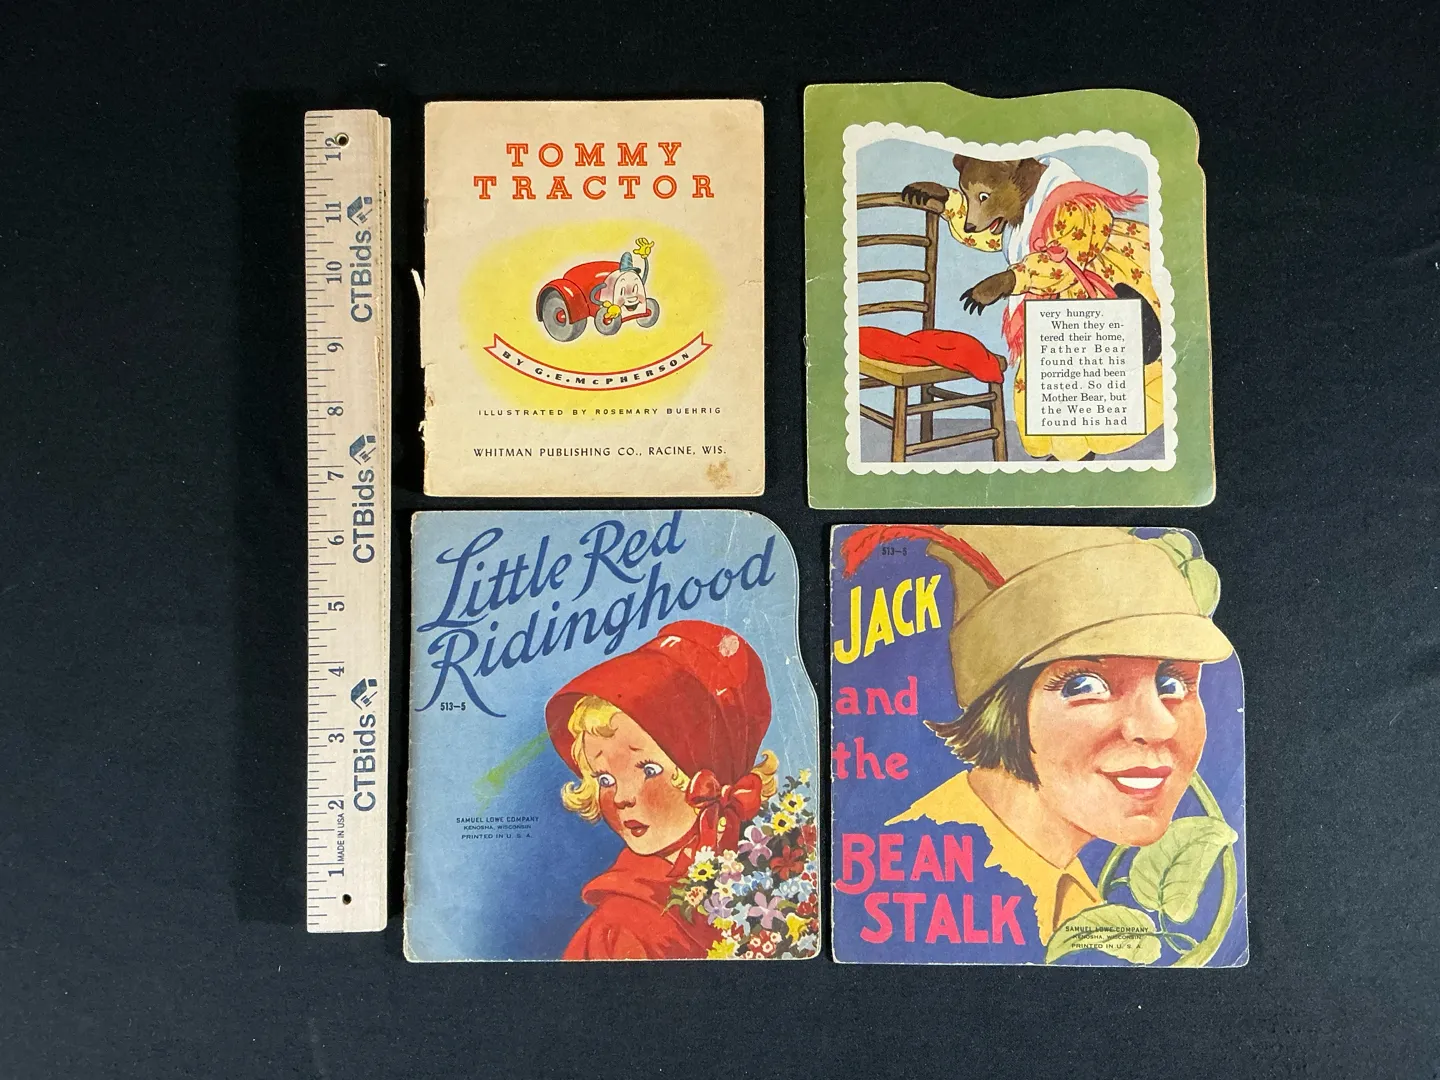 TOMMY
TRACTOR
BY G.E. McPHERSON
ILLUSTRATED BY ROSEMARY BUEHRIG
WHITMAN PUBLISHING CO., RACINE, WIS.
very hungry.
When they en-
tered their home,
Father Bear
found that his
porridge had been
tasted. So did
Mother Bear, but
the Wee Bear
found his had
Little Red
Ridinghood
513-5
SAMUEL LOWE COMPANY
KENOSHA, WISCONSIN
PRINTED IN U. S. A.
513-5
JACK
and
the
BEAN
STALK
SAMUEL LOWE COMPANY
KENOSHA, WISCONSIN
PRINTED IN U. S. A.
12
11
10
9
8
7
6
5
4
3
2
1
MADE IN USA
CTBids
CTBids
CTBids